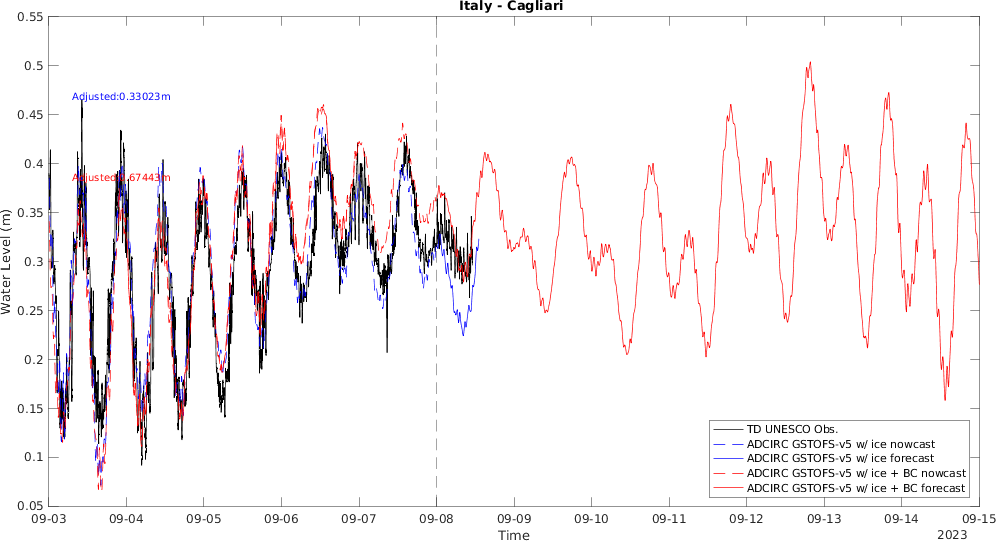 Italy - Cagliari
Water Level (m)
0.55
0.5
0.45
0.4
0.35
0.3
0.25
0.2
0.15
0.1
0.05
Adjusted:0.33023m
Adjusted:0.67443m
TD UNESCO Obs.
ADCIRC GSTOFS-v5 w/ ice nowcast
ADCIRC GSTOFS-v5 w/ ice forecast
ADCIRC GSTOFS-v5 w/ ice + BC nowcast
ADCIRC GSTOFS-v5 w/ ice + BC forecast
09-03 09-04 09-05 09-06 09-07 09-08 09-09 09-10 09-11 09-12 09-13 09-14 09-15
Time
2023